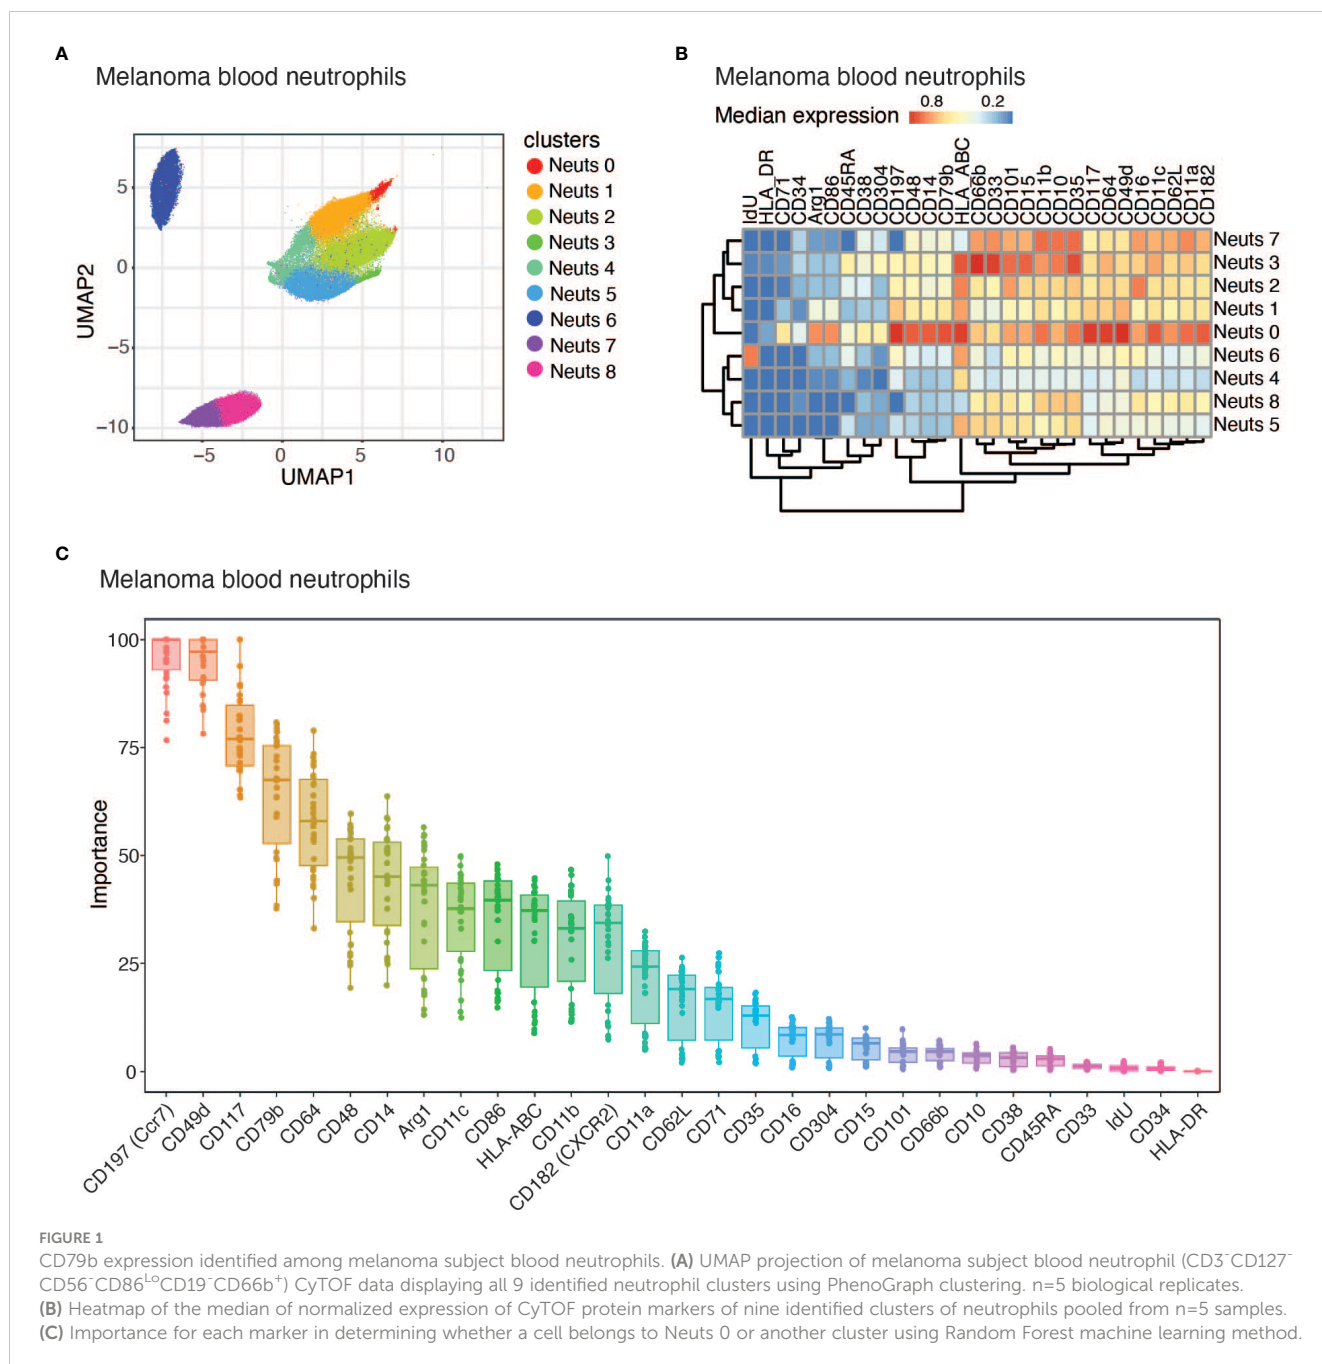 A
Melanoma blood neutrophils
clusters
Neuts 0
Neuts 1
Neuts 2
Neuts 3
Neuts 4
Neuts 5
Neuts 6
Neuts 7
Neuts 8
UMAP2
5
0
−5
−10
−5
0
5
10
UMAP1
B
Melanoma blood neutrophils
Median expression
0.8
0.2
IdU
HLA_DR
CD71
CD34
Arg1
CD86
CD45RA
CD38
CD304
CD197
CD48
CD14
CD79b
HLA_ABC
CD66b
CD33
CD101
CD15
CD11b
CD10
CD35
CD117
CD64
CD49d
CD16
CD11c
CD62L
CD11a
CD182
Neuts 7
Neuts 3
Neuts 2
Neuts 1
Neuts 0
Neuts 6
Neuts 4
Neuts 8
Neuts 5
C
Melanoma blood neutrophils
Importance
100
75
50
25
0
CD197 (Ccr7)
CD49d
CD117
CD79b
CD64
CD48
CD14
Arg1
CD11c
CD86
HLA-ABC
CD11b
CD182 (CXCR2)
CD11a
CD62L
CD71
CD35
CD16
CD304
CD15
CD101
CD66b
CD10
CD38
CD45RA
CD33
IdU
CD34
HLA-DR
FIGURE 1
CD79b expression identified among melanoma subject blood neutrophils. (A) UMAP projection of melanoma subject blood neutrophil (CD3⁻CD127⁻
CD56⁻CD86ᴸᵒCD19⁻CD66b⁺) CyTOF data displaying all 9 identified neutrophil clusters using PhenoGraph clustering. n=5 biological replicates.
(B) Heatmap of the median of normalized expression of CyTOF protein markers of nine identified clusters of neutrophils pooled from n=5 samples.
(C) Importance for each marker in determining whether a cell belongs to Neuts 0 or another cluster using Random Forest machine learning method.